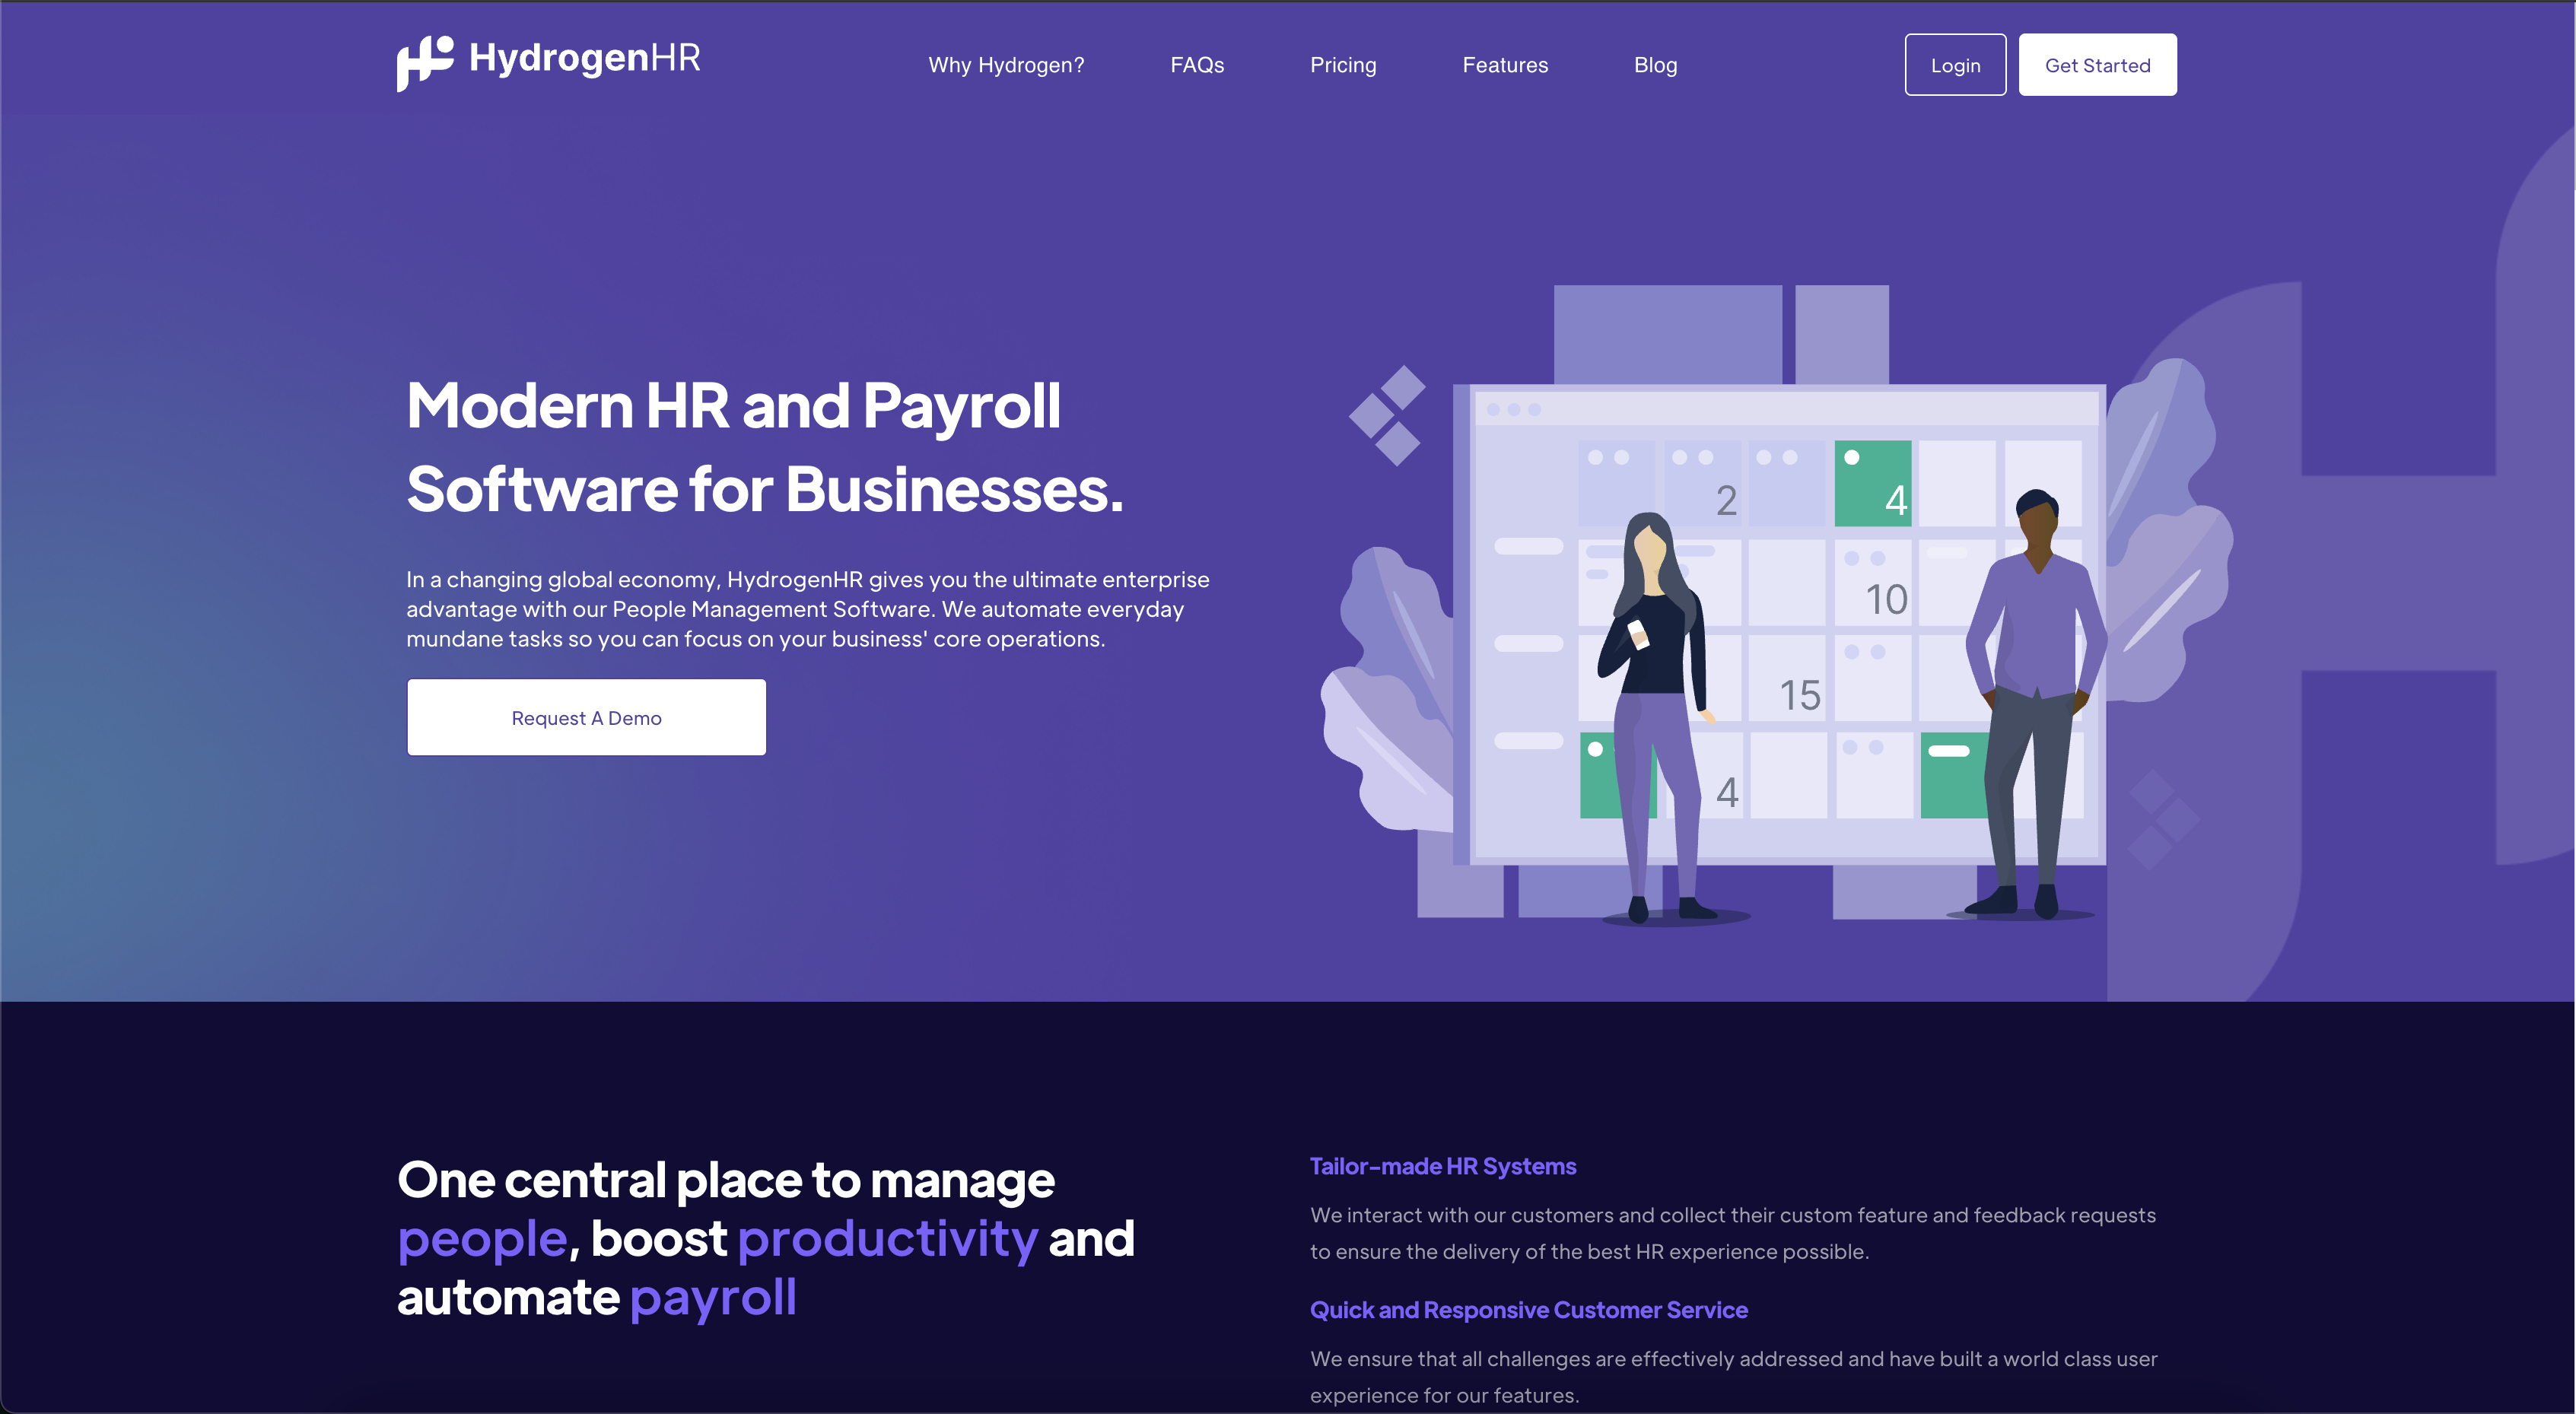 HydrogenHR
Why Hydrogen?
FAQs
Pricing
Features
Blog
Login
Get Started
Modern HR and Payroll
Software for Businesses.
In a changing global economy, HydrogenHR gives you the ultimate enterprise
advantage with our People Management Software. We automate everyday
mundane tasks so you can focus on your business' core operations.
Request A Demo
2
4
10
15
4
One central place to manage
people, boost productivity and
automate payroll
Tailor-made HR Systems
We interact with our customers and collect their custom feature and feedback requests
to ensure the delivery of the best HR experience possible.
Quick and Responsive Customer Service
We ensure that all challenges are effectively addressed and have built a world class user
experience for our features.